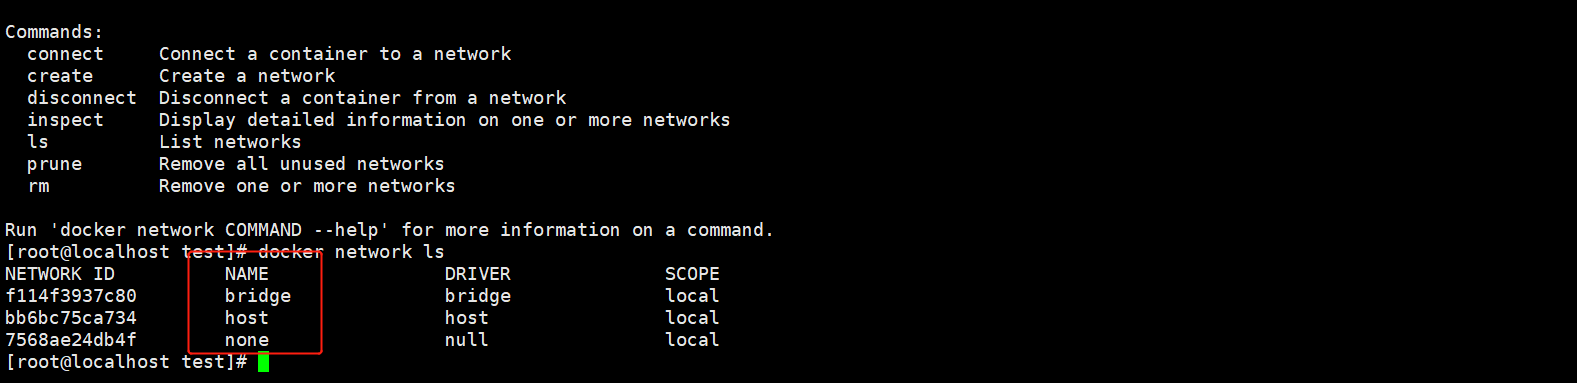 Commands:
  connect     Connect a container to a network
  create      Create a network
  disconnect  Disconnect a container from a network
  inspect     Display detailed information on one or more networks
  ls          List networks
  prune       Remove all unused networks
  rm          Remove one or more networks

Run 'docker network COMMAND --help' for more information on a command.
[root@localhost test]# docker network ls
NETWORK ID          NAME                DRIVER              SCOPE
f114f3937c80        bridge              bridge              local
bb6bc75ca734        host                host                local
7568ae24db4f        none                null                local
[root@localhost test]#